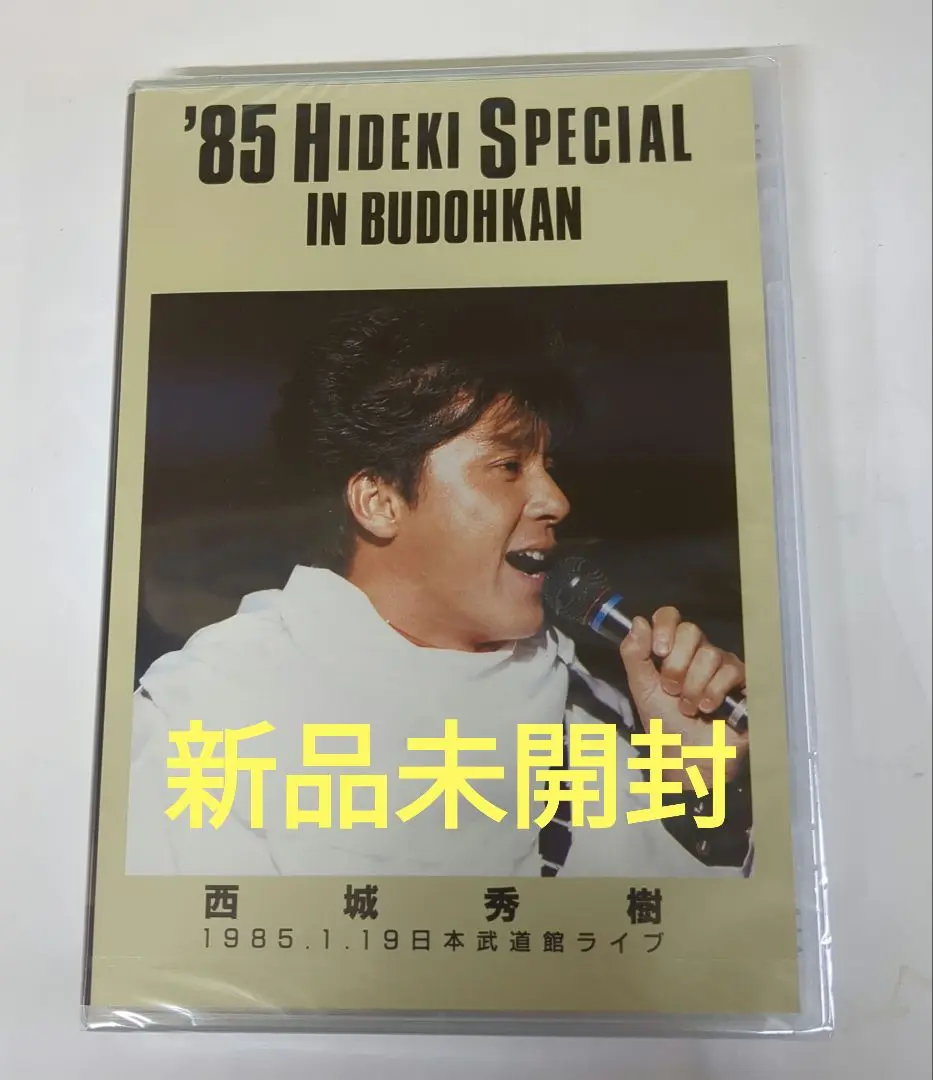 ’85 HIDEKI SPECIAL
IN BUDOHKAN
新品未開封
西城秀樹
1985.1.19日本武道館ライブ